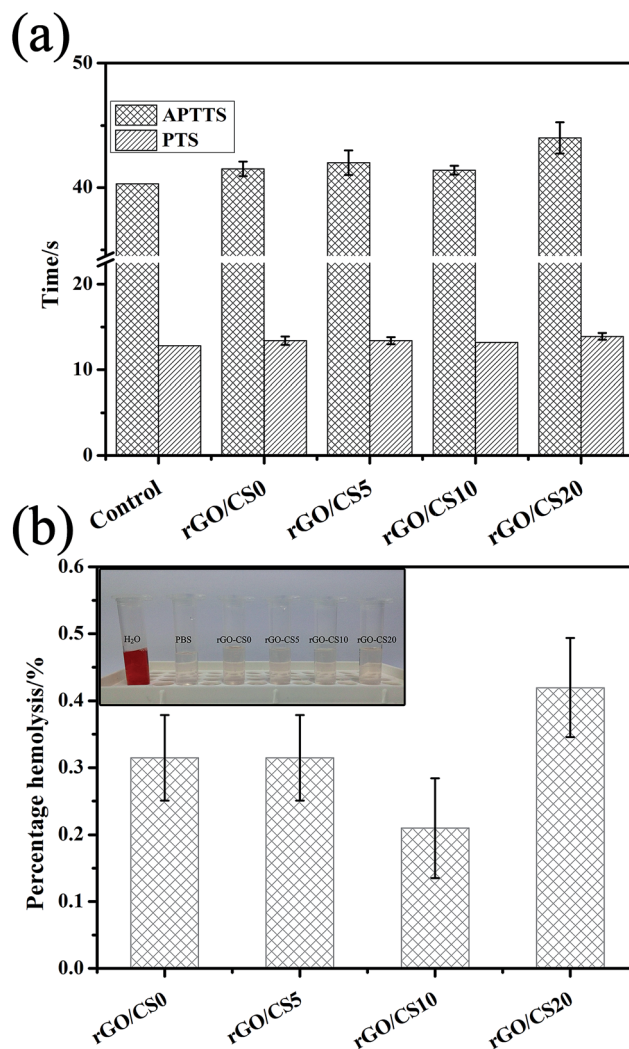 (a)
50
APTTS
PTS
40
Time/s
20
10
0
Control
rGO/CS0
rGO/CS5
rGO/CS10
rGO/CS20
(b)
0.6
H₂O PBS rGO-CS0 rGO-CS5 rGO-CS10 rGO-CS20
0.5
0.4
Percentage hemolysis/%
0.3
0.2
0.1
0.0
rGO/CS0
rGO/CS5
rGO/CS10
rGO/CS20